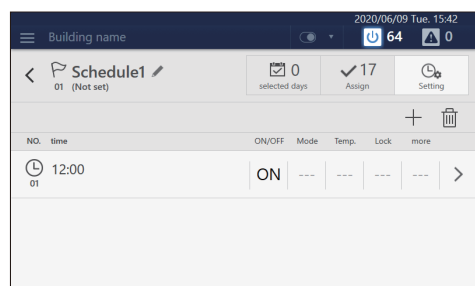 2020/06/09 Tue. 15:42
Building name 64 0
Schedule1 0 17
01 (Not set) selected days Assign Setting
NO. time ON/OFF Mode Temp. Lock more
12:00 ON --- --- --- ---
01